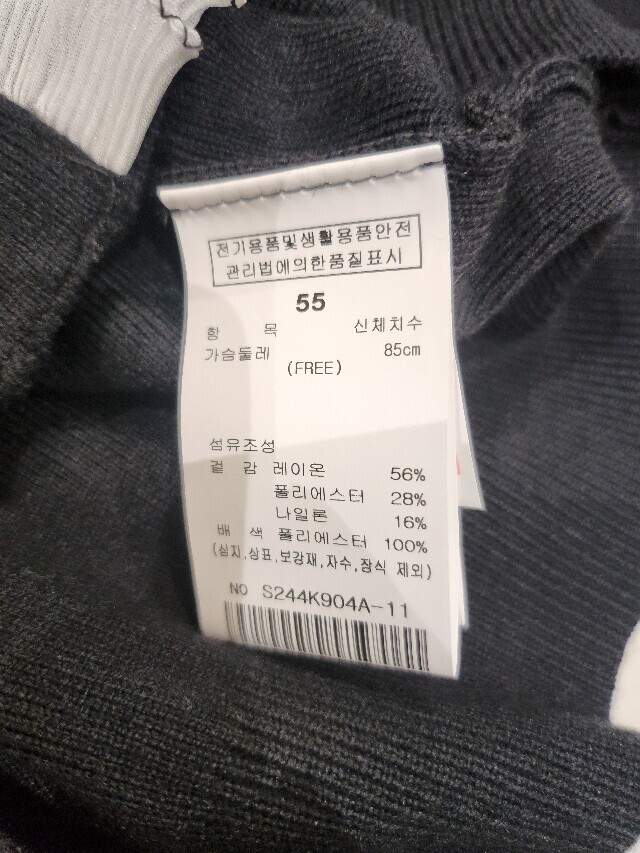 전기용품및생활용품안전
관리법에의한품질표시
55
항 목 신체치수
가슴둘레 85cm
(FREE)
섬유조성
겉 감 레이온 56%
폴리에스터 28%
나일론 16%
배 색 폴리에스터 100%
(심지,상표,보강재,자수,장식 제외)
NO S244K904A-11